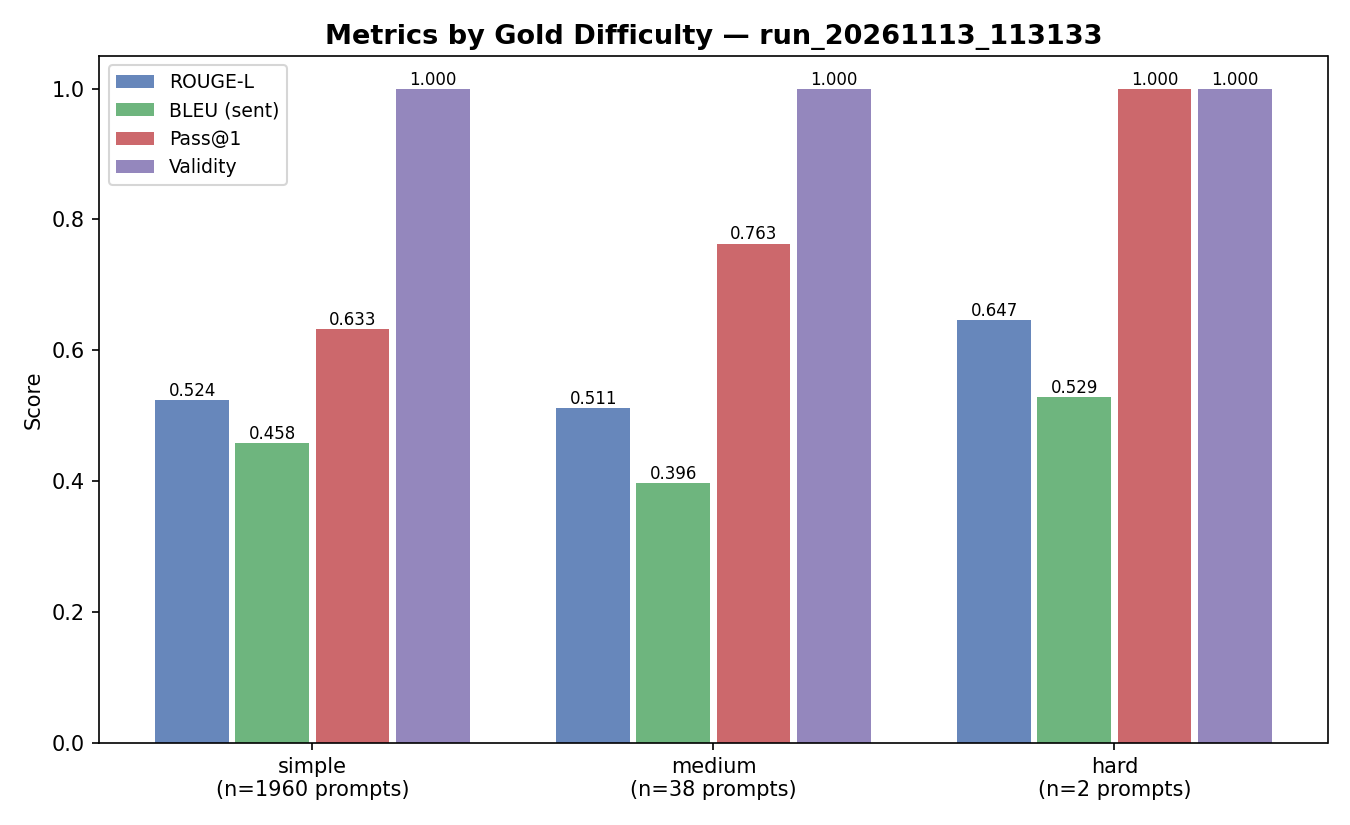 Metrics by Gold Difficulty — run_20261113_113133
ROUGE-L
BLEU (sent)
Pass@1
Validity
Score
1.0
0.8
0.6
0.4
0.2
0.0
0.524
0.458
0.633
1.000
0.511
0.396
0.763
1.000
0.647
0.529
1.000
1.000
simple
(n=1960 prompts)
medium
(n=38 prompts)
hard
(n=2 prompts)